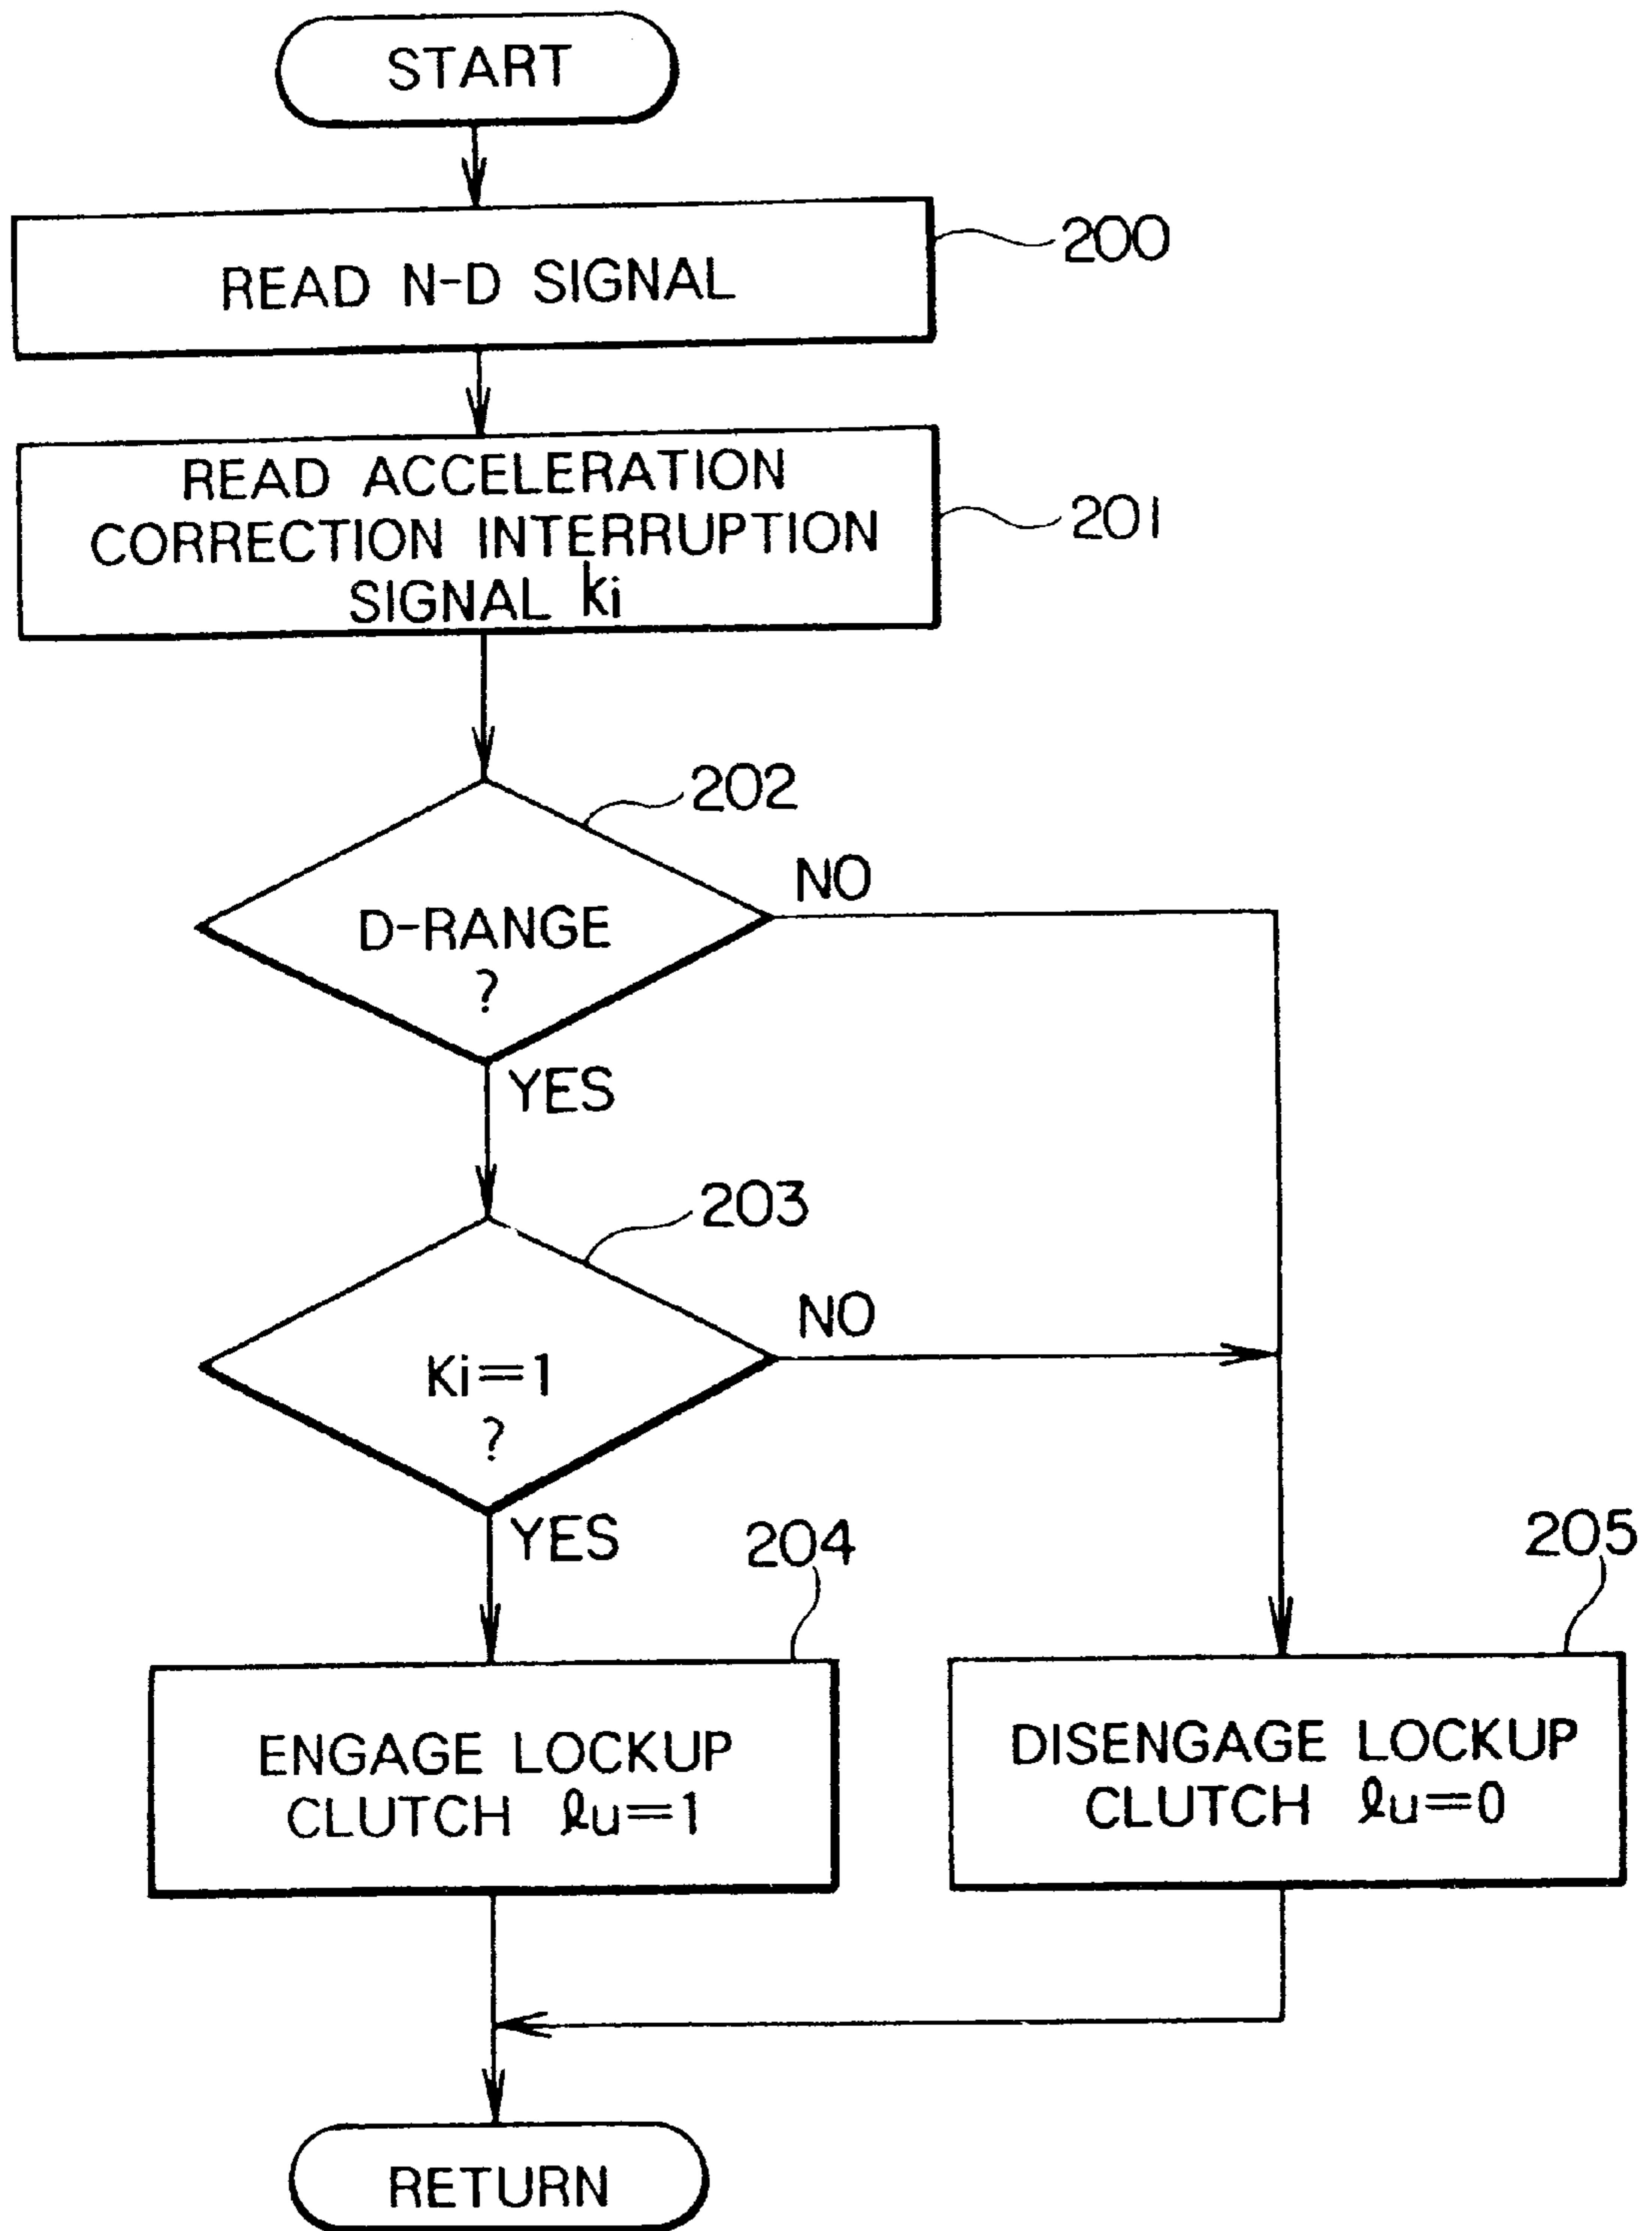 START
READ N-D SIGNAL
200
READ ACCELERATION
CORRECTION INTERRUPTION
SIGNAL ki
201
202
D-RANGE
?
NO
YES
203
Ki=1
?
NO
YES
204
ENGAGE LOCKUP
CLUTCH ℓu=1
205
DISENGAGE LOCKUP
CLUTCH ℓu=0
RETURN